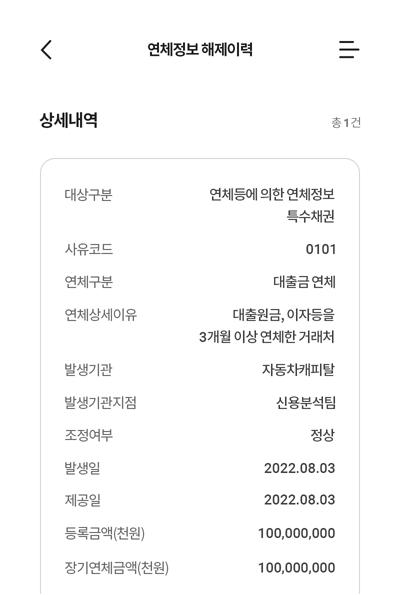 연체정보 해제이력
상세내역
총 1건
대상구분 연체등에 의한 연체정보
특수채권
사유코드 0101
연체구분 대출금 연체
연체상세이유 대출원금, 이자등을
3개월 이상 연체한 거래처
발생기관 자동차캐피탈
발생기관지점 신용분석팀
조정여부 정상
발생일 2022.08.03
제공일 2022.08.03
등록금액(천원) 100,000,000
장기연체금액(천원) 100,000,000